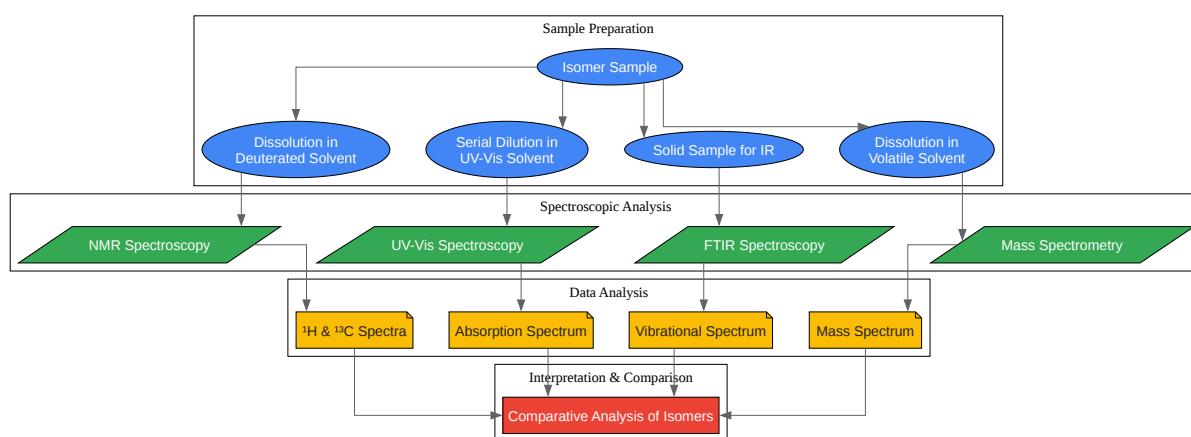 Sample Preparation
Isomer Sample
Dissolution in
Deuterated Solvent
Serial Dilution in
UV-Vis Solvent
Solid Sample for IR
Dissolution in
Volatile Solvent
Spectroscopic Analysis
NMR Spectroscopy
UV-Vis Spectroscopy
FTIR Spectroscopy
Mass Spectrometry
Data Analysis
¹H & ¹³C Spectra
Absorption Spectrum
Vibrational Spectrum
Mass Spectrum
Interpretation & Comparison
Comparative Analysis of Isomers